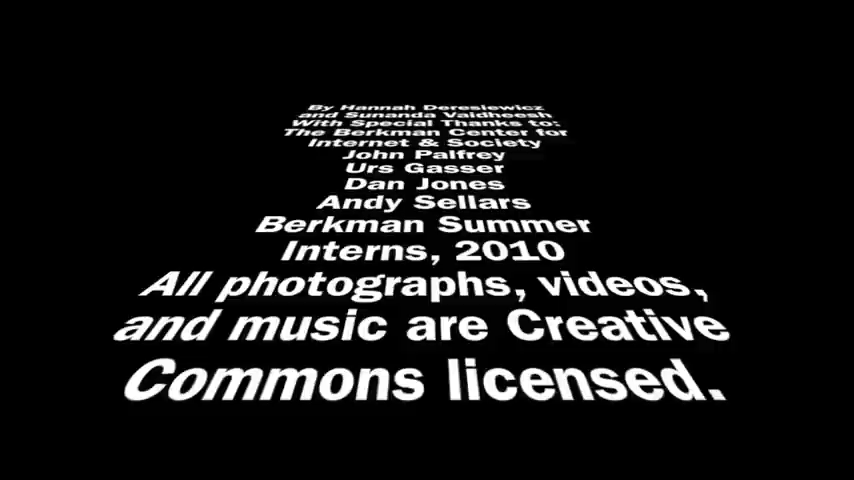 By Hannah Deresiewicz
and Sunanda Vaidheesh
With Special Thanks to:
The Berkman Center for
Internet & Society
John Palfrey
Urs Gasser
Dan Jones
Andy Sellars
Berkman Summer
Interns, 2010
All photographs, videos,
and music are Creative
Commons licensed.